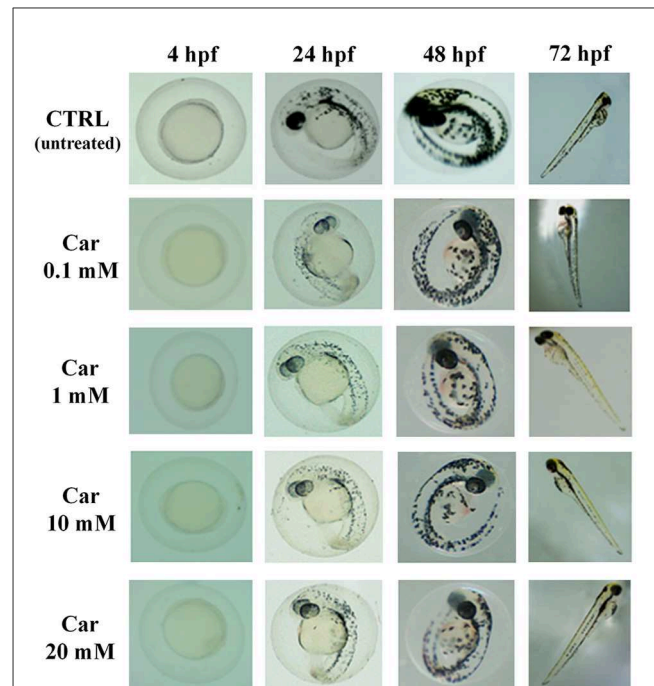 4 hpf 24 hpf 48 hpf 72 hpf
CTRL
(untreated)
Car
0.1 mM
Car
1 mM
Car
10 mM
Car
20 mM